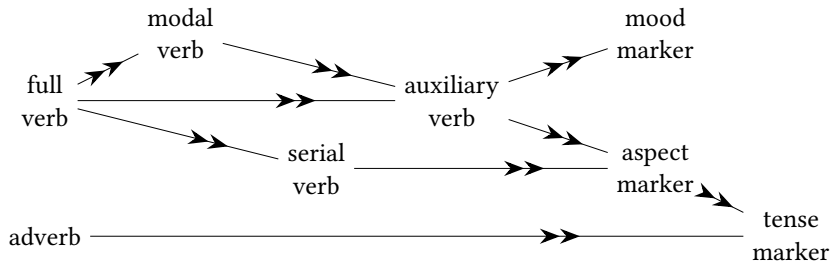 modal
verb
mood
marker
full
verb
auxiliary
verb
serial
verb
aspect
marker
adverb
tense
marker